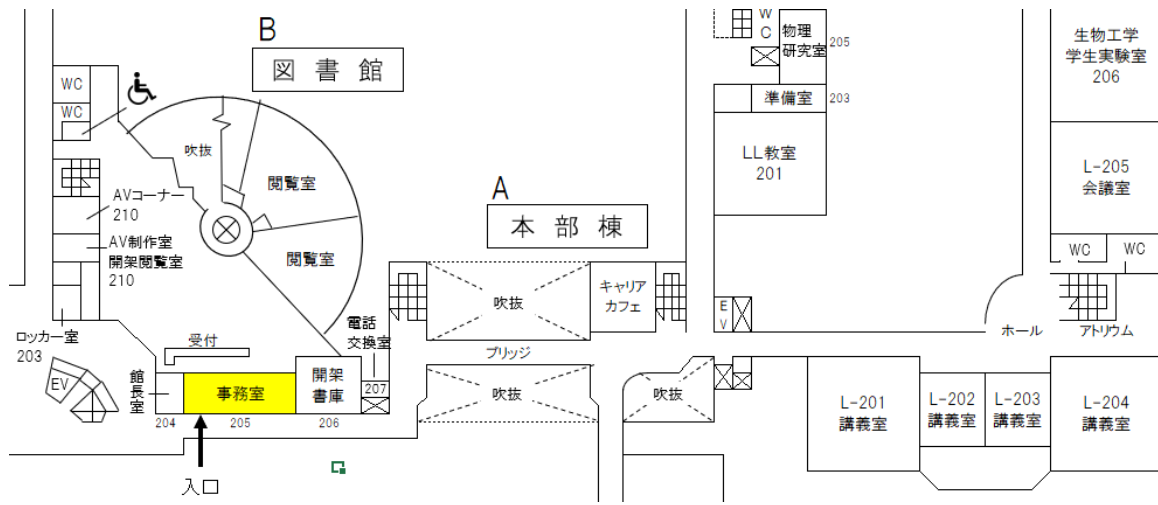 B
図書館
WC
WC
吹抜
閲覧室
閲覧室
AVコーナー
210
AV制作室
開架閲覧室
210
ロッカー室
203
EV
受付
館長室
204
事務室
205
開架
書庫
206
電話
交換室
207
入口
A
本部棟
吹抜
キャリア
カフェ
ブリッジ
吹抜
吹抜
WC
物理
研究室
205
準備室
203
LL教室
201
EV
ホール
アトリウム
生物工学
学生実験室
206
L-205
会議室
WC
WC
L-201
講義室
L-202
講義室
L-203
講義室
L-204
講義室